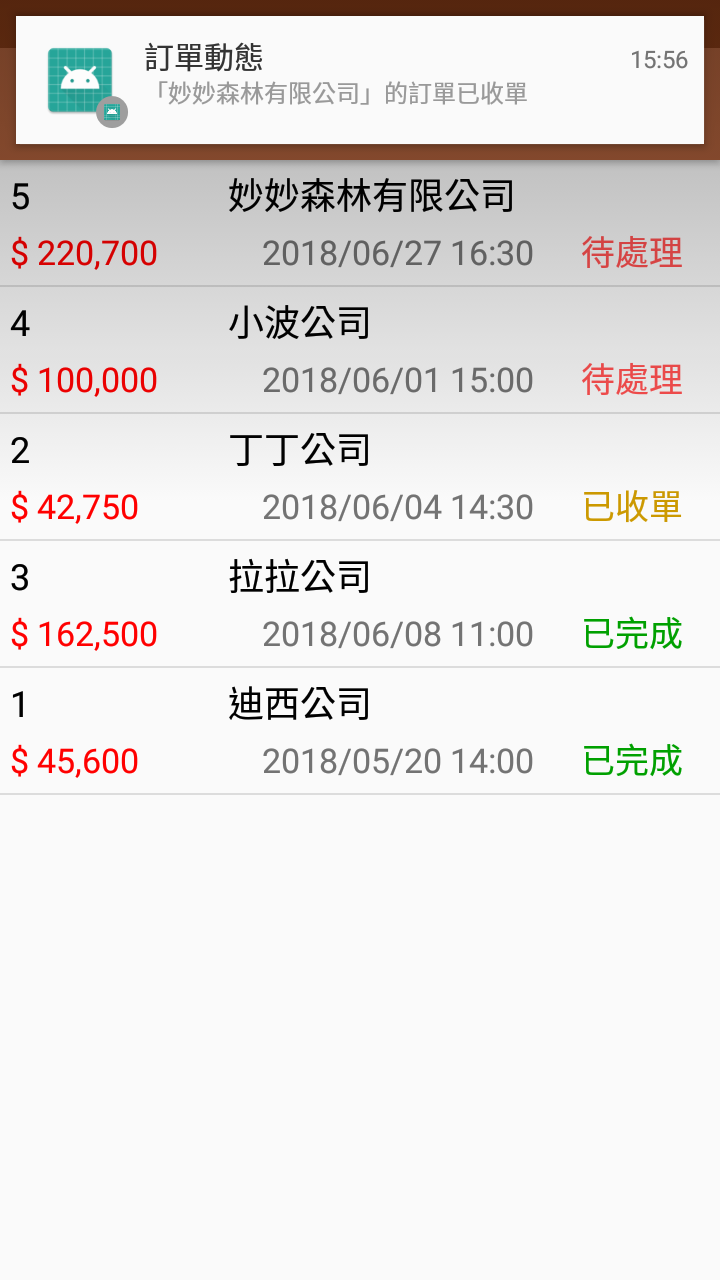 訂單動態 15:56
「妙妙森林有限公司」的訂單已收單
5 妙妙森林有限公司
$ 220,700 2018/06/27 16:30 待處理
4 小波公司
$ 100,000 2018/06/01 15:00 待處理
2 丁丁公司
$ 42,750 2018/06/04 14:30 已收單
3 拉拉公司
$ 162,500 2018/06/08 11:00 已完成
1 迪西公司
$ 45,600 2018/05/20 14:00 已完成